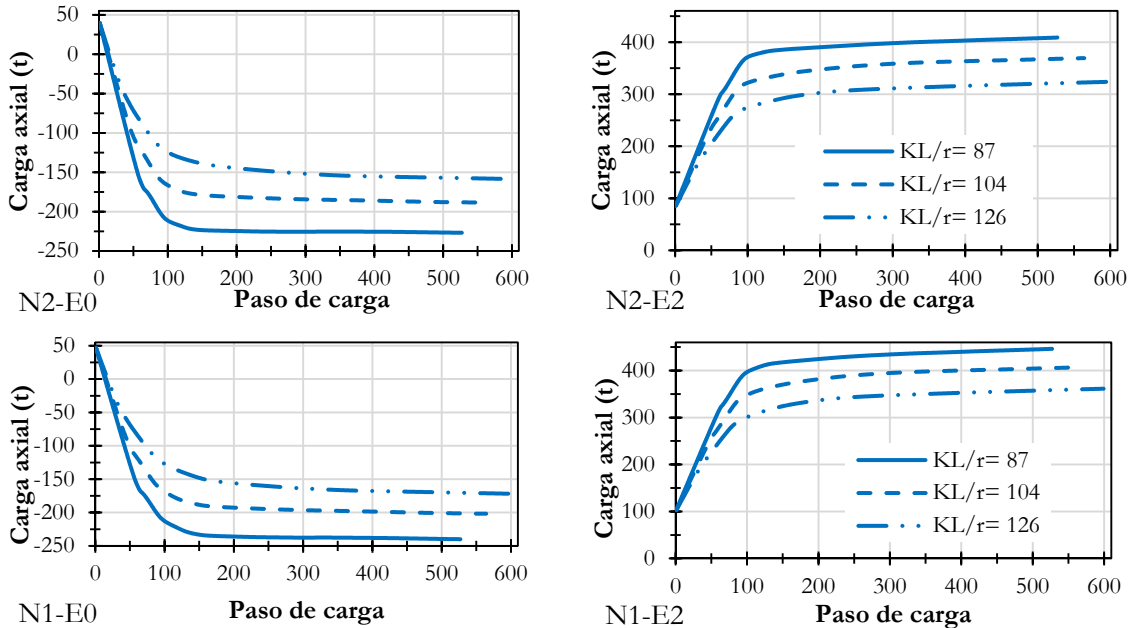 50
0
-50
-100
-150
-200
-250
Carga axial (t)
0 100 200 300 400 500 600
Paso de carga
N2-E0
400
300
200
100
0
Carga axial (t)
KL/r= 87
KL/r= 104
KL/r= 126
0 100 200 300 400 500 600
Paso de carga
N2-E2
50
0
-50
-100
-150
-200
-250
Carga axial (t)
0 100 200 300 400 500 600
Paso de carga
N1-E0
400
300
200
100
0
Carga axial (t)
KL/r= 87
KL/r= 104
KL/r= 126
0 100 200 300 400 500 600
Paso de carga
N1-E2